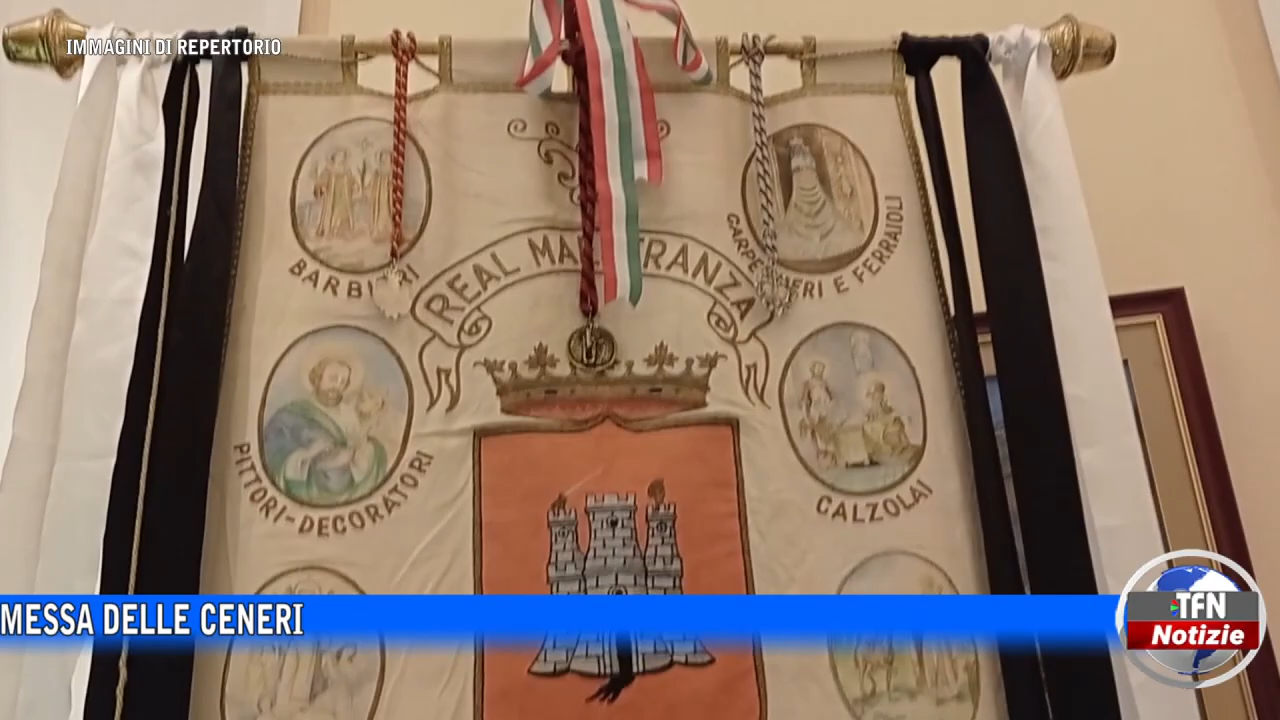 IMMAGINI DI REPERTORIO
BARBIERI
REAL MAESTRANZA
CARPENTIERI E FERRAIOLI
PITTORI-DECORATORI
CALZOLAI
MESSA DELLE CENERI
TFN
Notizie